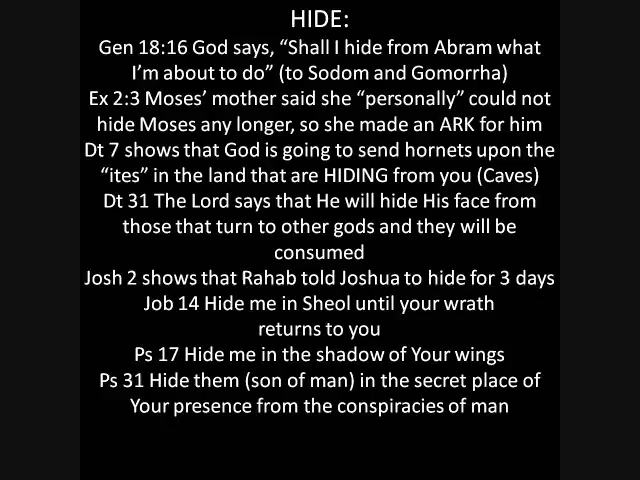 HIDE:
Gen 18:16 God says, “Shall I hide from Abram what
I’m about to do” (to Sodom and Gomorrha)
Ex 2:3 Moses’ mother said she “personally” could not
hide Moses any longer, so she made an ARK for him
Dt 7 shows that God is going to send hornets upon the
“ites” in the land that are HIDING from you (Caves)
Dt 31 The Lord says that He will hide His face from
those that turn to other gods and they will be
consumed
Josh 2 shows that Rahab told Joshua to hide for 3 days
Job 14 Hide me in Sheol until your wrath
returns to you
Ps 17 Hide me in the shadow of Your wings
Ps 31 Hide them (son of man) in the secret place of
Your presence from the conspiracies of man